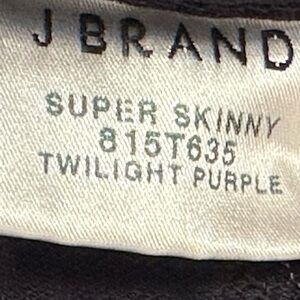 J BRAND
SUPER SKINNY
815T635
TWILIGHT PURPLE